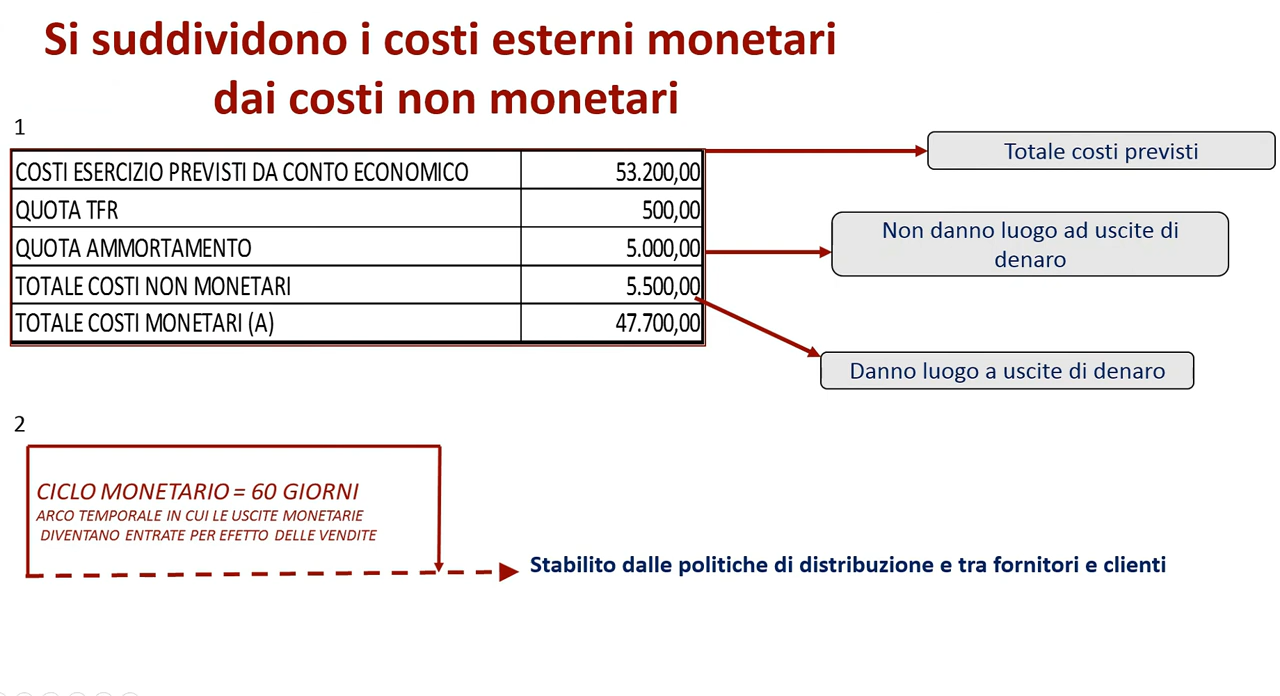 Si suddividono i costi esterni monetari
dai costi non monetari
1
COSTI ESERCIZIO PREVISTI DA CONTO ECONOMICO 53.200,00
QUOTA TFR 500,00
QUOTA AMMORTAMENTO 5.000,00
TOTALE COSTI NON MONETARI 5.500,00
TOTALE COSTI MONETARI (A) 47.700,00
Totale costi previsti
Non danno luogo ad uscite di
denaro
Danno luogo a uscite di denaro
2
CICLO MONETARIO = 60 GIORNI
ARCO TEMPORALE IN CUI LE USCITE MONETARIE
DIVENTANO ENTRATE PER EFETTO DELLE VENDITE
Stabilito dalle politiche di distribuzione e tra fornitori e clienti